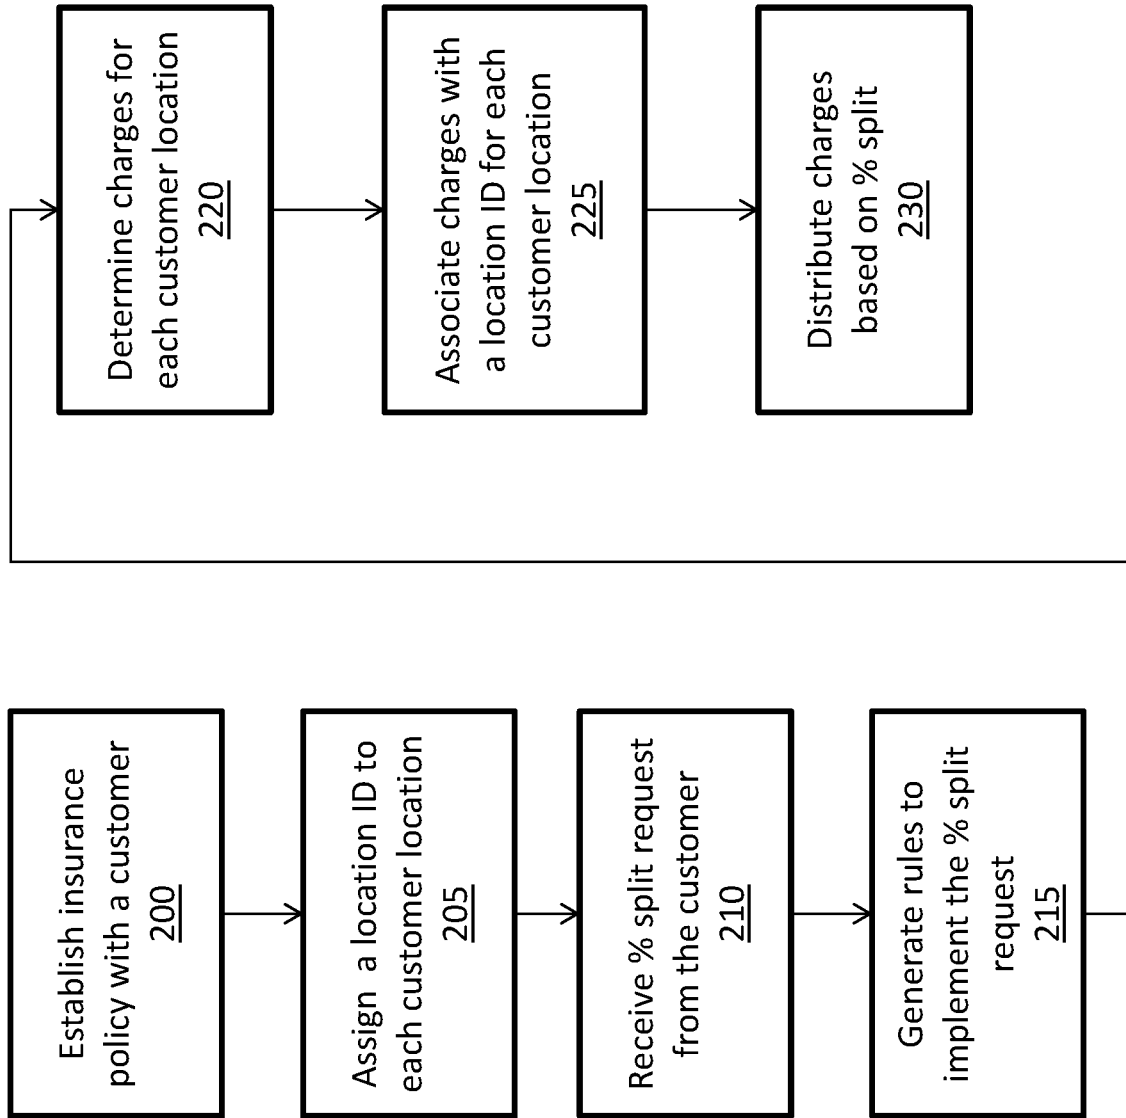 Establish insurance
policy with a customer
200
Assign a location ID to
each customer location
205
Receive % split request
from the customer
210
Generate rules to
implement the % split
request
215
Determine charges for
each customer location
220
Associate charges with
a location ID for each
customer location
225
Distribute charges
based on % split
230